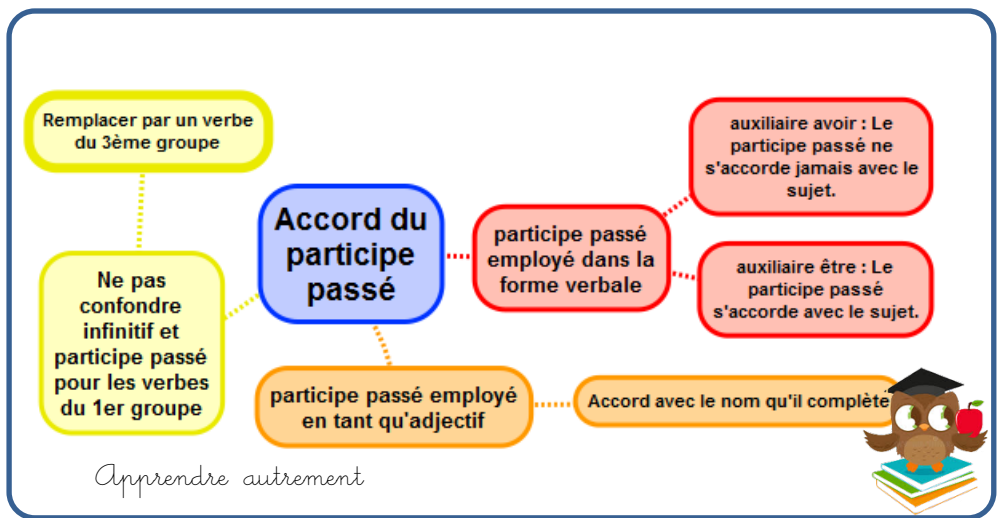 Accord du
participe
passé
Remplacer par un verbe
du 3ème groupe
Ne pas
confondre
infinitif et
participe passé
pour les verbes
du 1er groupe
participe passé
employé dans la
forme verbale
auxiliaire avoir : Le
participe passé ne
s'accorde jamais avec le
sujet.
auxiliaire être : Le
participe passé
s'accorde avec le sujet.
participe passé employé
en tant qu'adjectif
Accord avec le nom qu'il complète
Apprendre autrement